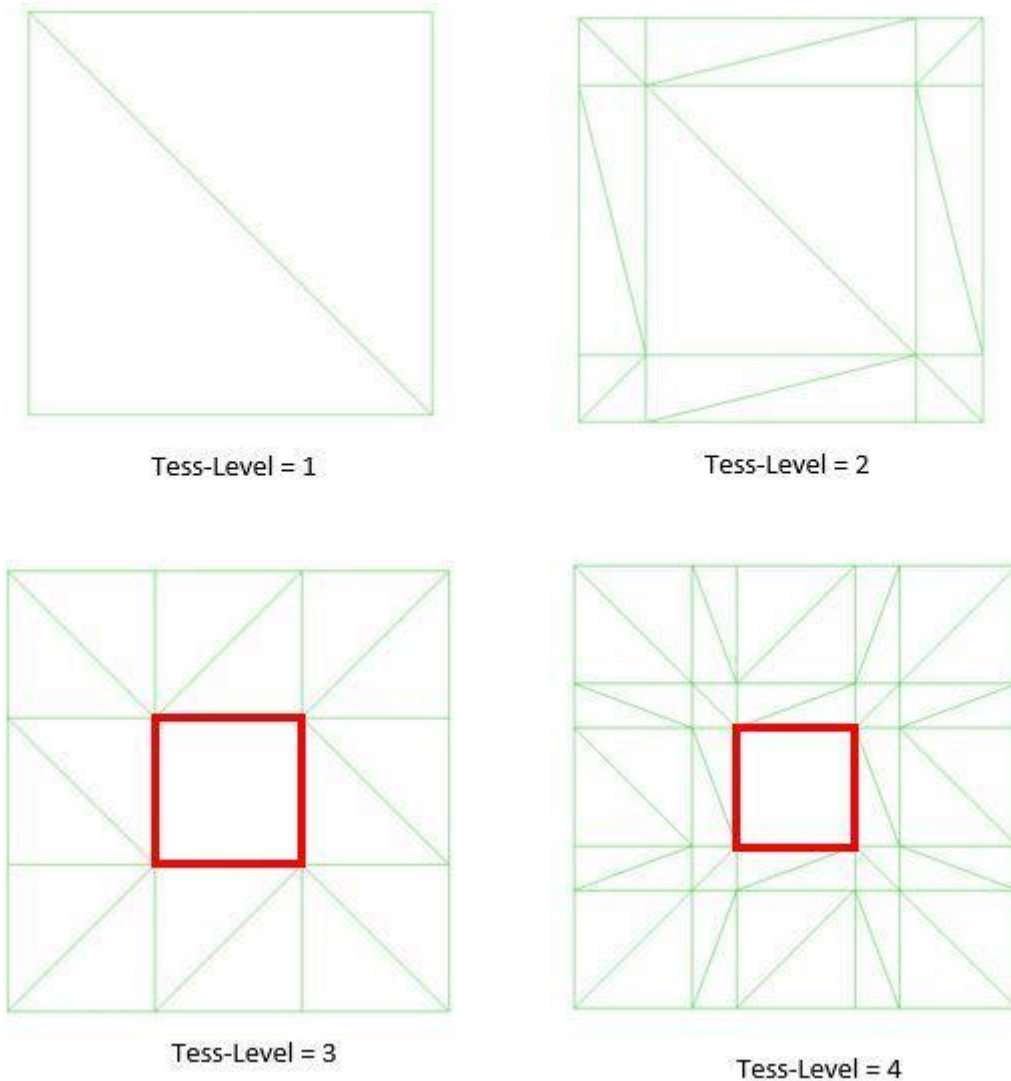 Tess-Level = 1
Tess-Level = 2
Tess-Level = 3
Tess-Level = 4